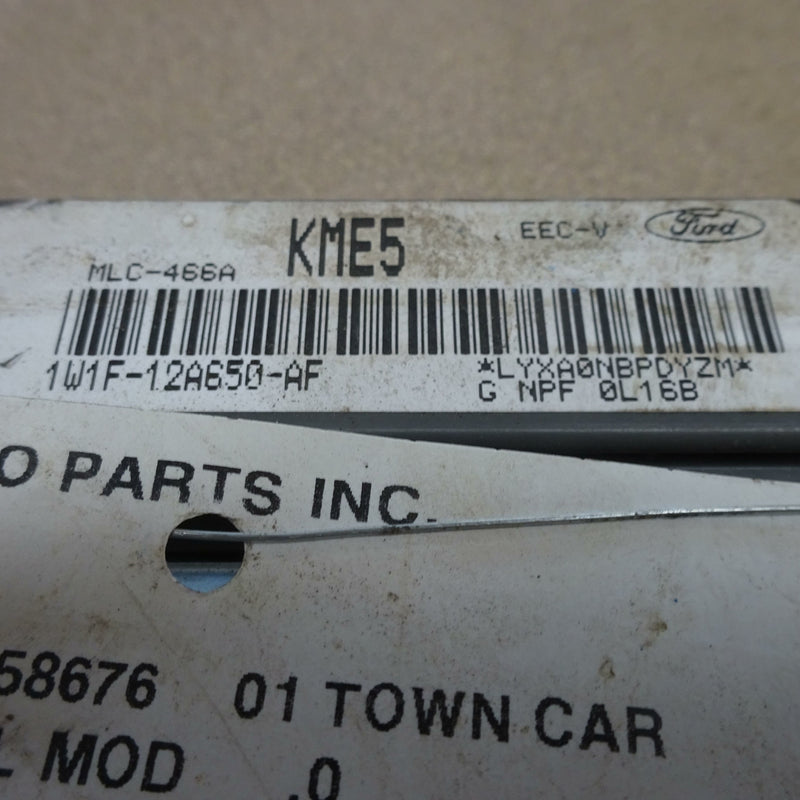 KME5 EEC-V Ford
MLC-466A
1W1F-12A650-AF *LYXA0NBPDYZM*
G NPF 0L16B
O PARTS INC.
58676 01 TOWN CAR
L MOD .0